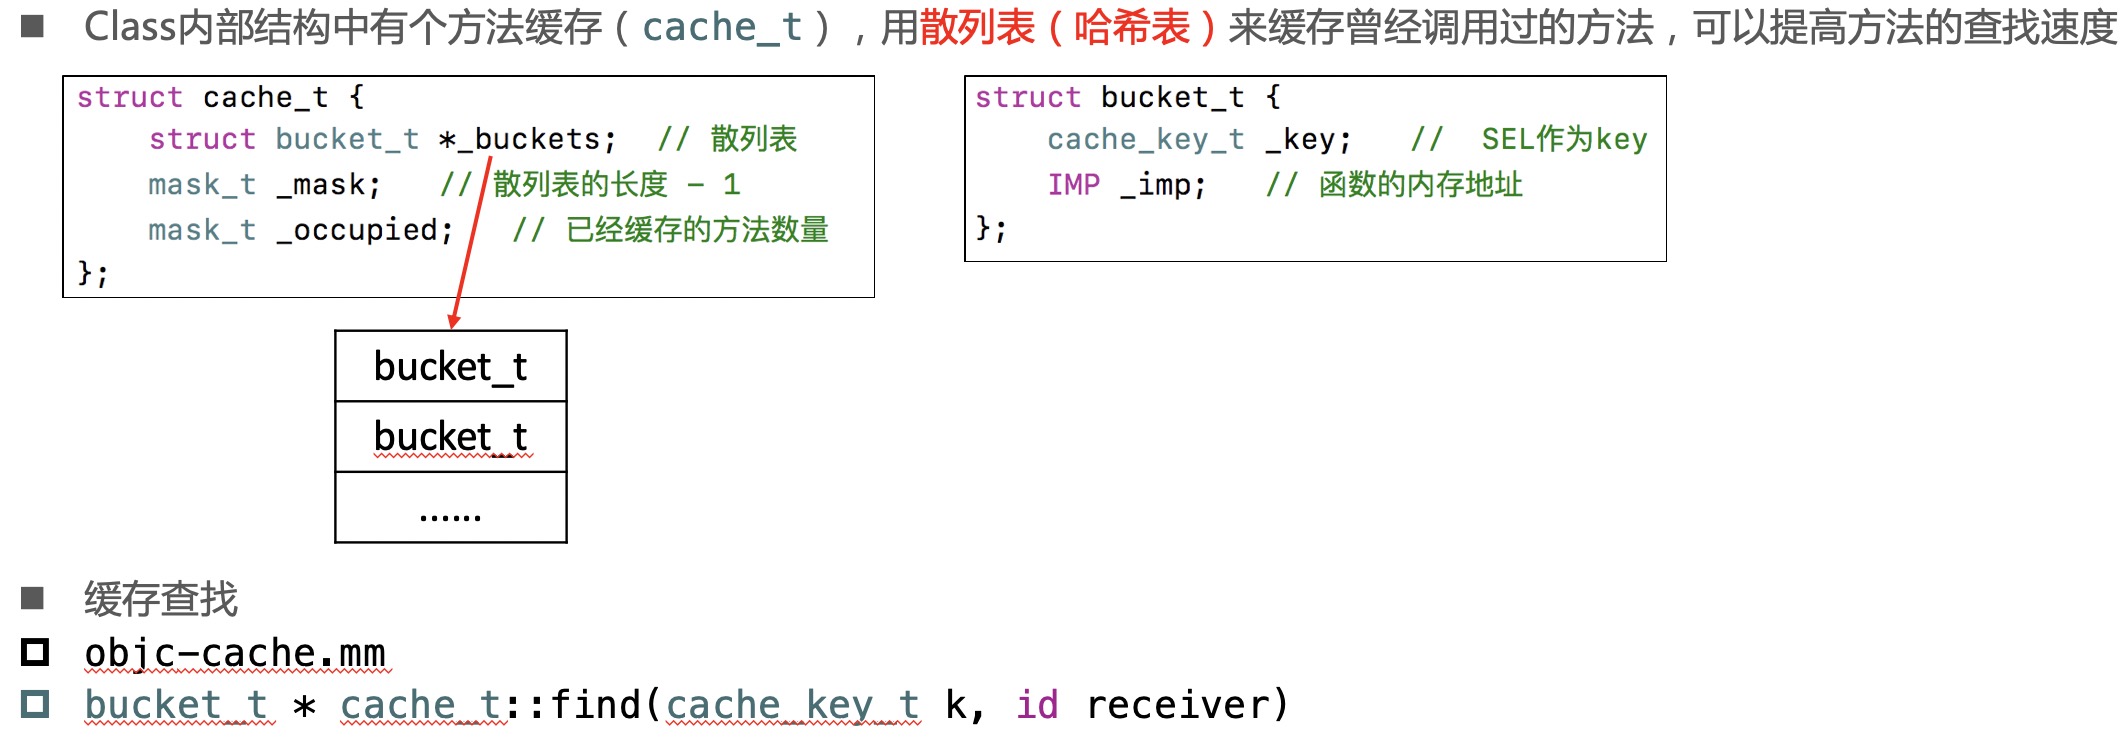 ■ Class内部结构中有个方法缓存（cache_t），用散列表（哈希表）来缓存曾经调用过的方法，可以提高方法的查找速度
struct cache_t {
struct bucket_t *_buckets; // 散列表
mask_t _mask; // 散列表的长度 - 1
mask_t _occupied; // 已经缓存的方法数量
};
struct bucket_t {
cache_key_t _key; // SEL作为key
IMP _imp; // 函数的内存地址
};
bucket_t
bucket_t
......
■ 缓存查找
objc-cache.mm
bucket_t * cache_t::find(cache_key_t k, id receiver)